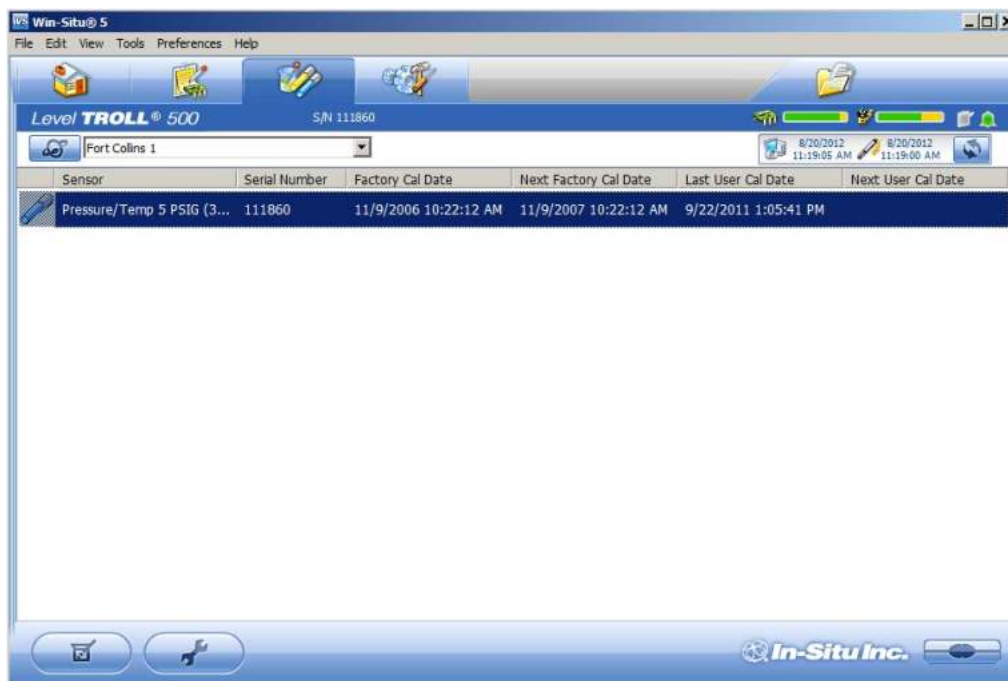 Win-Situ® 5
File Edit View Tools Preferences Help
Level TROLL® 500 S/N 111860
Fort Collins 1 8/20/2012 11:19:05 AM 8/20/2012 11:19:00 AM
Sensor Serial Number Factory Cal Date Next Factory Cal Date Last User Cal Date Next User Cal Date
Pressure/Temp 5 PSIG (3... 111860 11/9/2006 10:22:12 AM 11/9/2007 10:22:12 AM 9/22/2011 1:05:41 PM
In-Situ Inc.